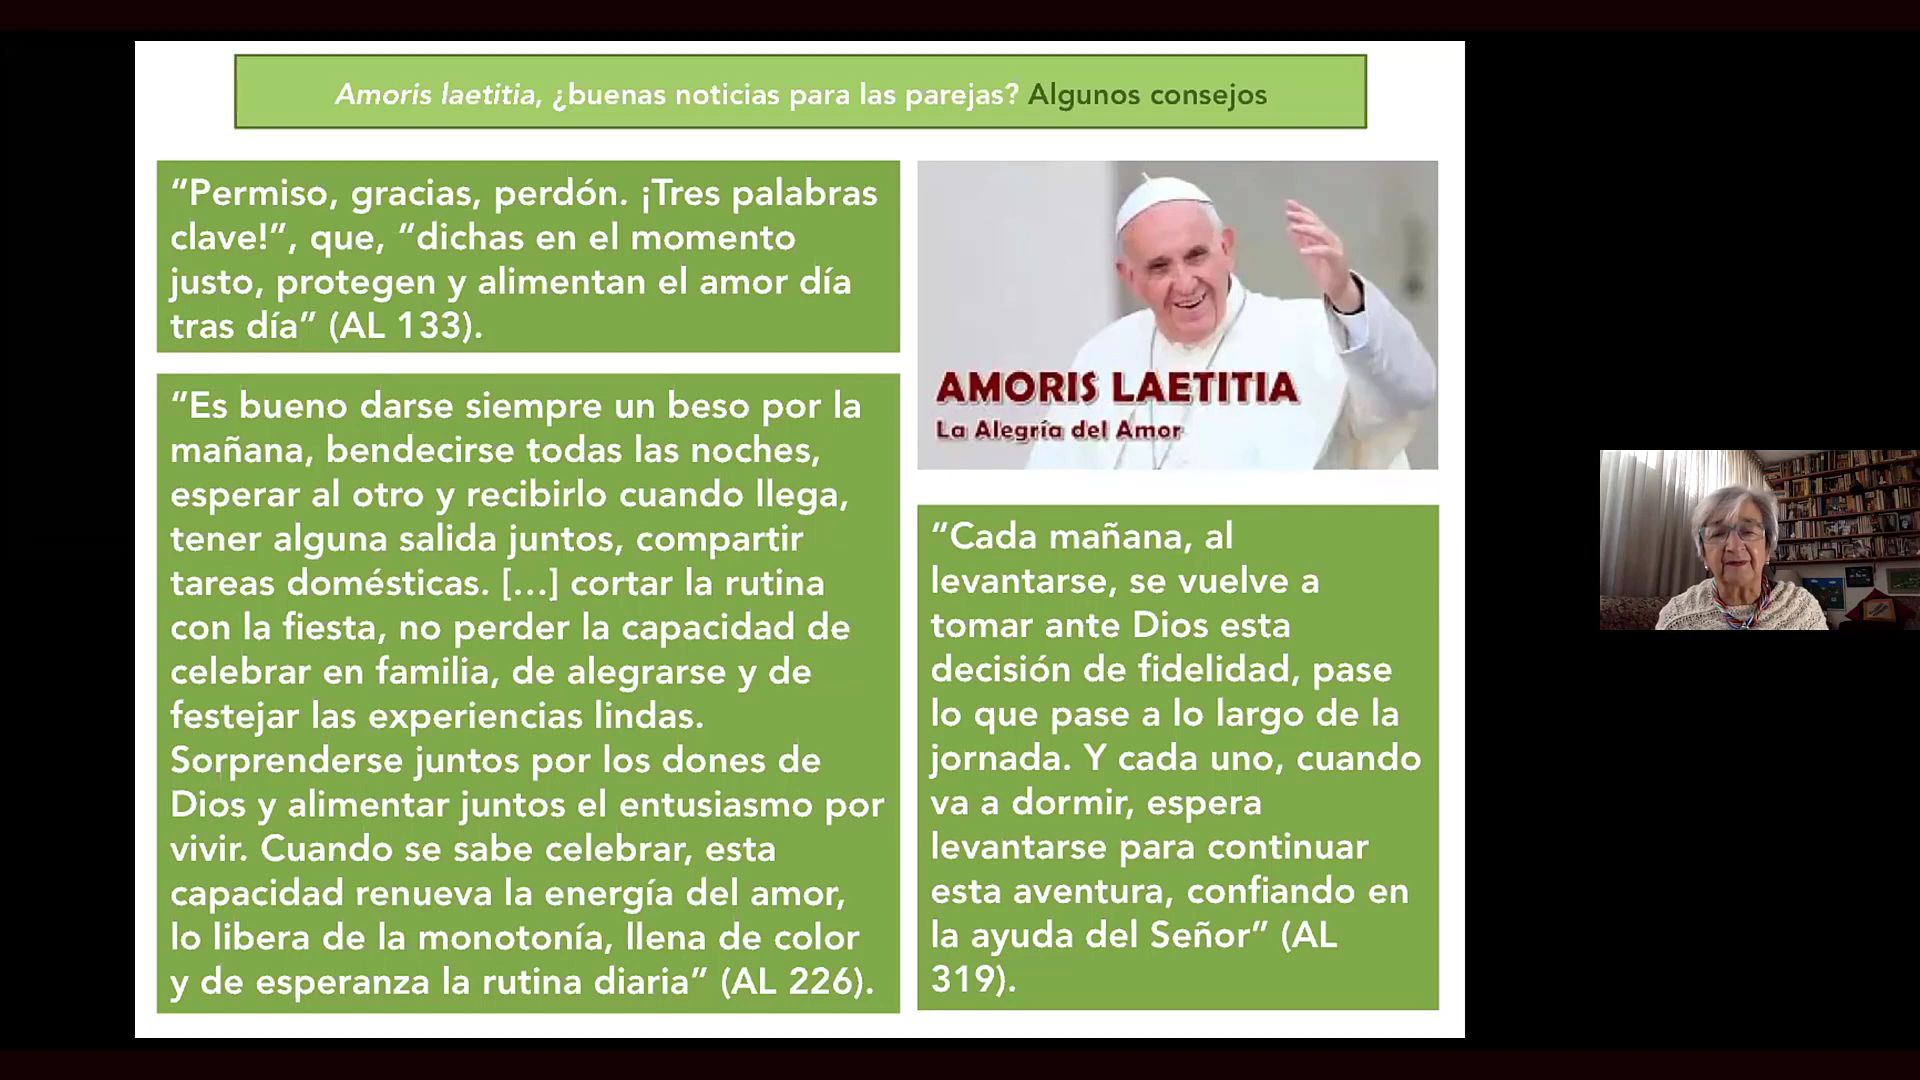 Amoris laetitia, ¿buenas noticias para las parejas? Algunos consejos
“Permiso, gracias, perdón. ¡Tres palabras
clave!”, que, “dichas en el momento
justo, protegen y alimentan el amor día
tras día” (AL 133).
“Es bueno darse siempre un beso por la
mañana, bendecirse todas las noches,
esperar al otro y recibirlo cuando llega,
tener alguna salida juntos, compartir
tareas domésticas. […] cortar la rutina
con la fiesta, no perder la capacidad de
celebrar en familia, de alegrarse y de
festejar las experiencias lindas.
Sorprenderse juntos por los dones de
Dios y alimentar juntos el entusiasmo por
vivir. Cuando se sabe celebrar, esta
capacidad renueva la energía del amor,
lo libera de la monotonía, llena de color
y de esperanza la rutina diaria” (AL 226).
AMORIS LAETITIA
La Alegría del Amor
“Cada mañana, al
levantarse, se vuelve a
tomar ante Dios esta
decisión de fidelidad, pase
lo que pase a lo largo de la
jornada. Y cada uno, cuando
va a dormir, espera
levantarse para continuar
esta aventura, confiando en
la ayuda del Señor” (AL
319).